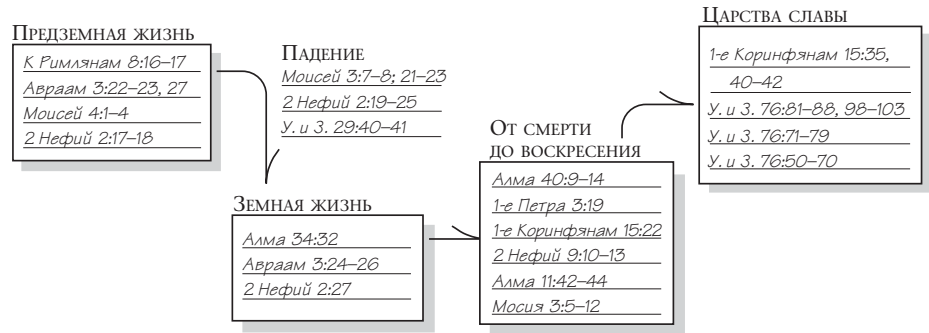 Предземная жизнь
К Римлянам 8:16–17
Авраам 3:22–23, 27
Моисей 4:1–4
2 Нефий 2:17–18
Падение
Моисей 3:7–8; 21–23
2 Нефий 2:19–25
У. и З. 29:40–41
Земная жизнь
Алма 34:32
Авраам 3:24–26
2 Нефий 2:27
От смерти
до воскресения
Алма 40:9–14
1-е Петра 3:19
1-е Коринфянам 15:22
2 Нефий 9:10–13
Алма 11:42–44
Мосия 3:5–12
Царства славы
1-е Коринфянам 15:35,
40–42
У. и З. 76:81–88, 98–103
У. и З. 76:71–79
У. и З. 76:50–70